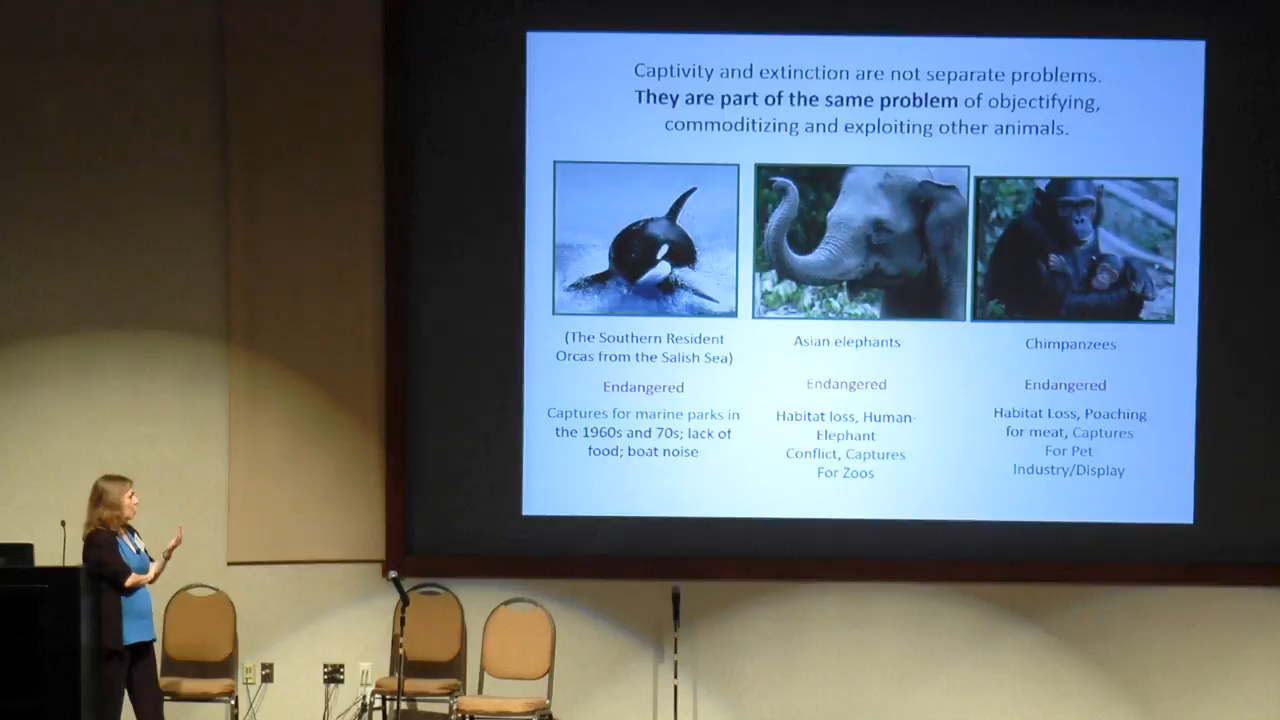 Captivity and extinction are not separate problems.
They are part of the same problem of objectifying,
commoditizing and exploiting other animals.
(The Southern Resident
Orcas from the Salish Sea)
Endangered
Captures for marine parks in
the 1960s and 70s; lack of
food; boat noise
Asian elephants
Endangered
Habitat loss, Human-
Elephant
Conflict, Captures
For Zoos
Chimpanzees
Endangered
Habitat Loss, Poaching
for meat, Captures
For Pet
Industry/Display